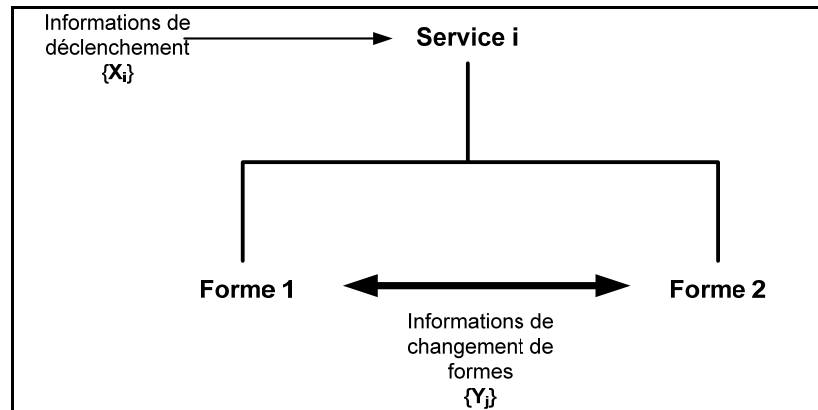 Informations de
déclenchement
{Xi}
Service i
Forme 1
Forme 2
Informations de
changement de
formes
{Yj}